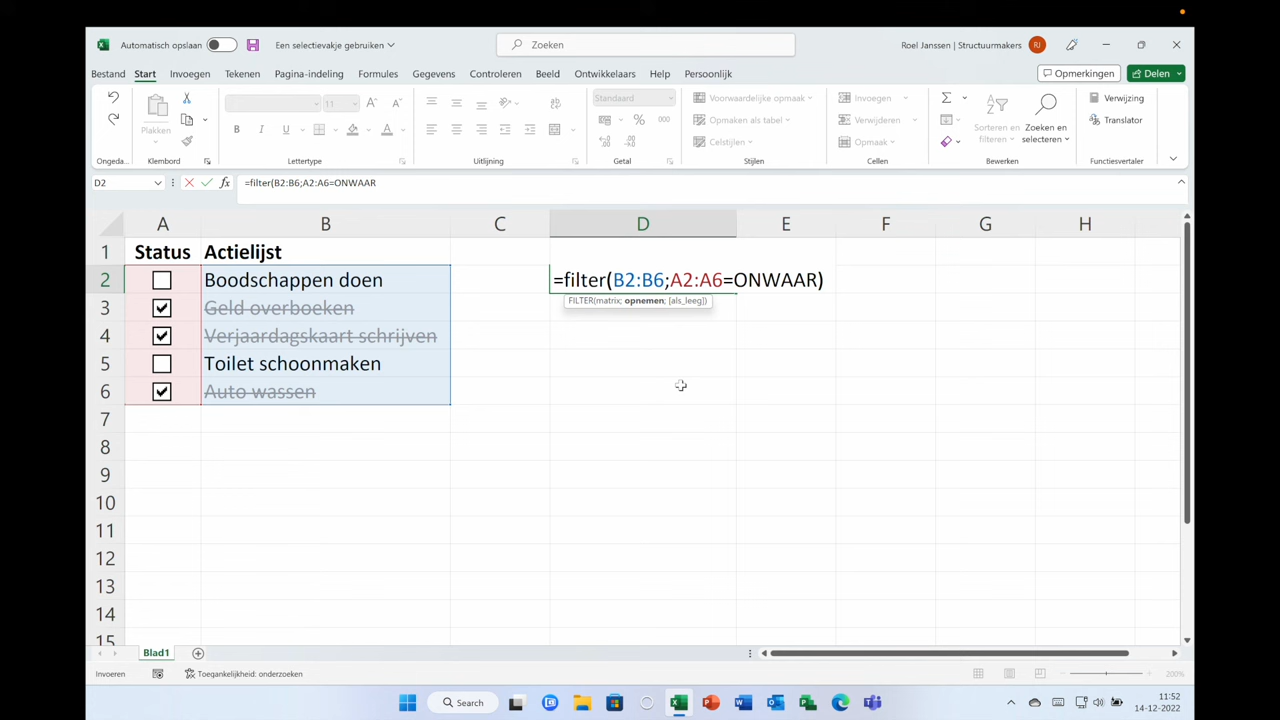 Automatisch opslaan
Een selectievakje gebruiken
Zoeken
Roel Janssen | Structuurmakers
RJ
Bestand
Start
Invoegen
Tekenen
Pagina-indeling
Formules
Gegevens
Controleren
Beeld
Ontwikkelaars
Help
Persoonlijk
Opmerkingen
Delen
Plakken
11
Standaard
Voorwaardelijke opmaak
Opmaken als tabel
Celstijlen
Invoegen
Verwijderen
Opmaak
Sorteren en
filteren
Zoeken en
selecteren
Verwijzing
Translator
Ongeda...
Klembord
Lettertype
Uitlijning
Getal
Stijlen
Cellen
Bewerken
Functiesvertaler
D2
fx
=filter(B2:B6;A2:A6=ONWAAR
A B C D E F G H
1 Status Actielijst
2 Boodschappen doen =filter(B2:B6;A2:A6=ONWAAR)
FILTER(matrix; opnemen; [als_leeg])
3 Geld overboeken
4 Verjaardagskaart schrijven
5 Toilet schoonmaken
6 Auto wassen
7
8
9
10
11
12
13
14
15
Blad1
Invoeren
Toegankelijkheid: onderzoeken
200%
Search
11:52
14-12-2022